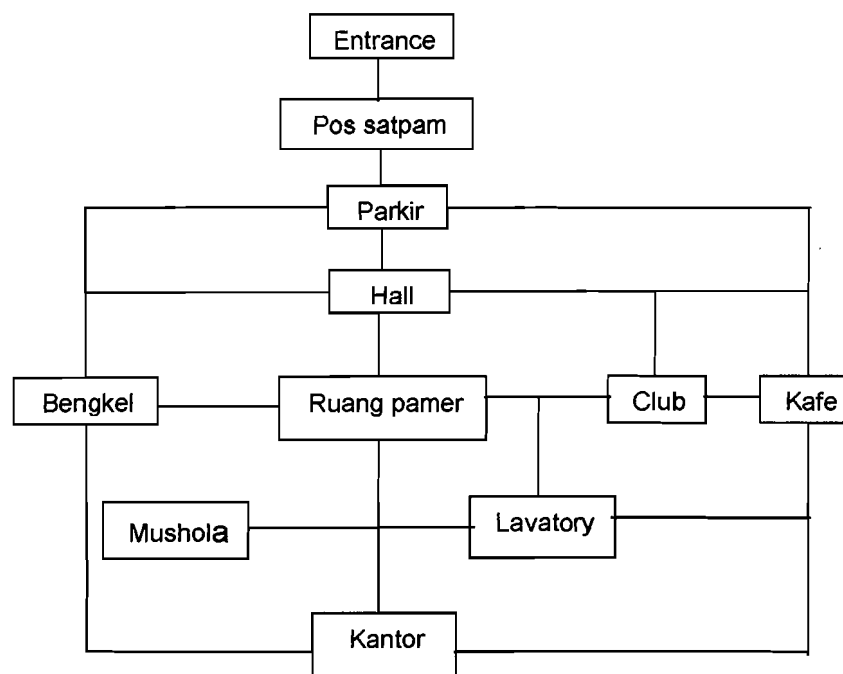 Entrance
Pos satpam
Parkir
Hall
Bengkel
Ruang pamer
Club
Kafe
Mushola
Lavatory
Kantor